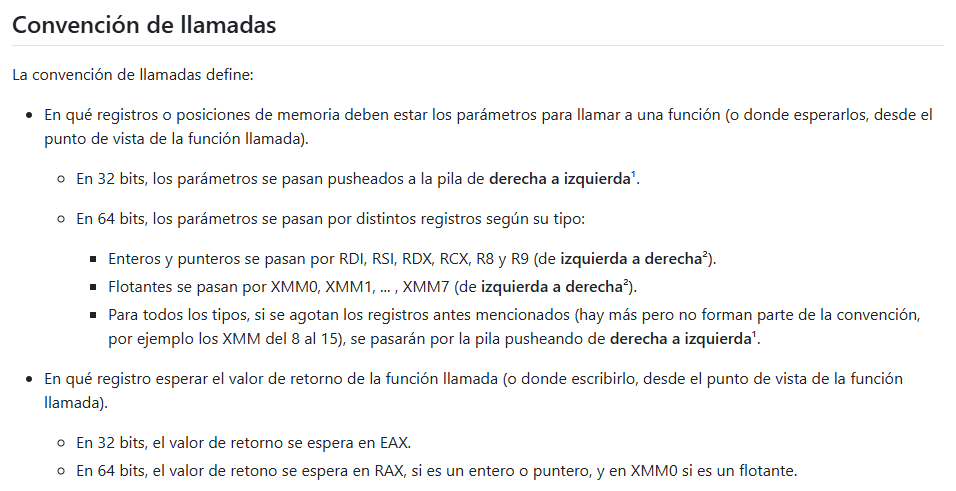 Convención de llamadas
La convención de llamadas define:
• En qué registros o posiciones de memoria deben estar los parámetros para llamar a una función (o donde esperarlos, desde el
punto de vista de la función llamada).
◦ En 32 bits, los parámetros se pasan pusheados a la pila de derecha a izquierda¹.
◦ En 64 bits, los parámetros se pasan por distintos registros según su tipo:
▪ Enteros y punteros se pasan por RDI, RSI, RDX, RCX, R8 y R9 (de izquierda a derecha²).
▪ Flotantes se pasan por XMM0, XMM1, ... , XMM7 (de izquierda a derecha²).
▪ Para todos los tipos, si se agotan los registros antes mencionados (hay más pero no forman parte de la convención,
por ejemplo los XMM del 8 al 15), se pasarán por la pila pusheando de derecha a izquierda¹.
• En qué registro esperar el valor de retorno de la función llamada (o donde escribirlo, desde el punto de vista de la función
llamada).
◦ En 32 bits, el valor de retorno se espera en EAX.
◦ En 64 bits, el valor de retono se espera en RAX, si es un entero o puntero, y en XMM0 si es un flotante.